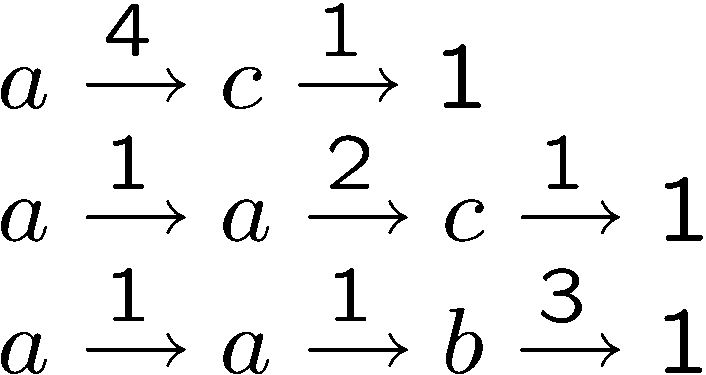 a 4→ c 1→ 1
a 1→ a 2→ c 1→ 1
a 1→ a 1→ b 3→ 1